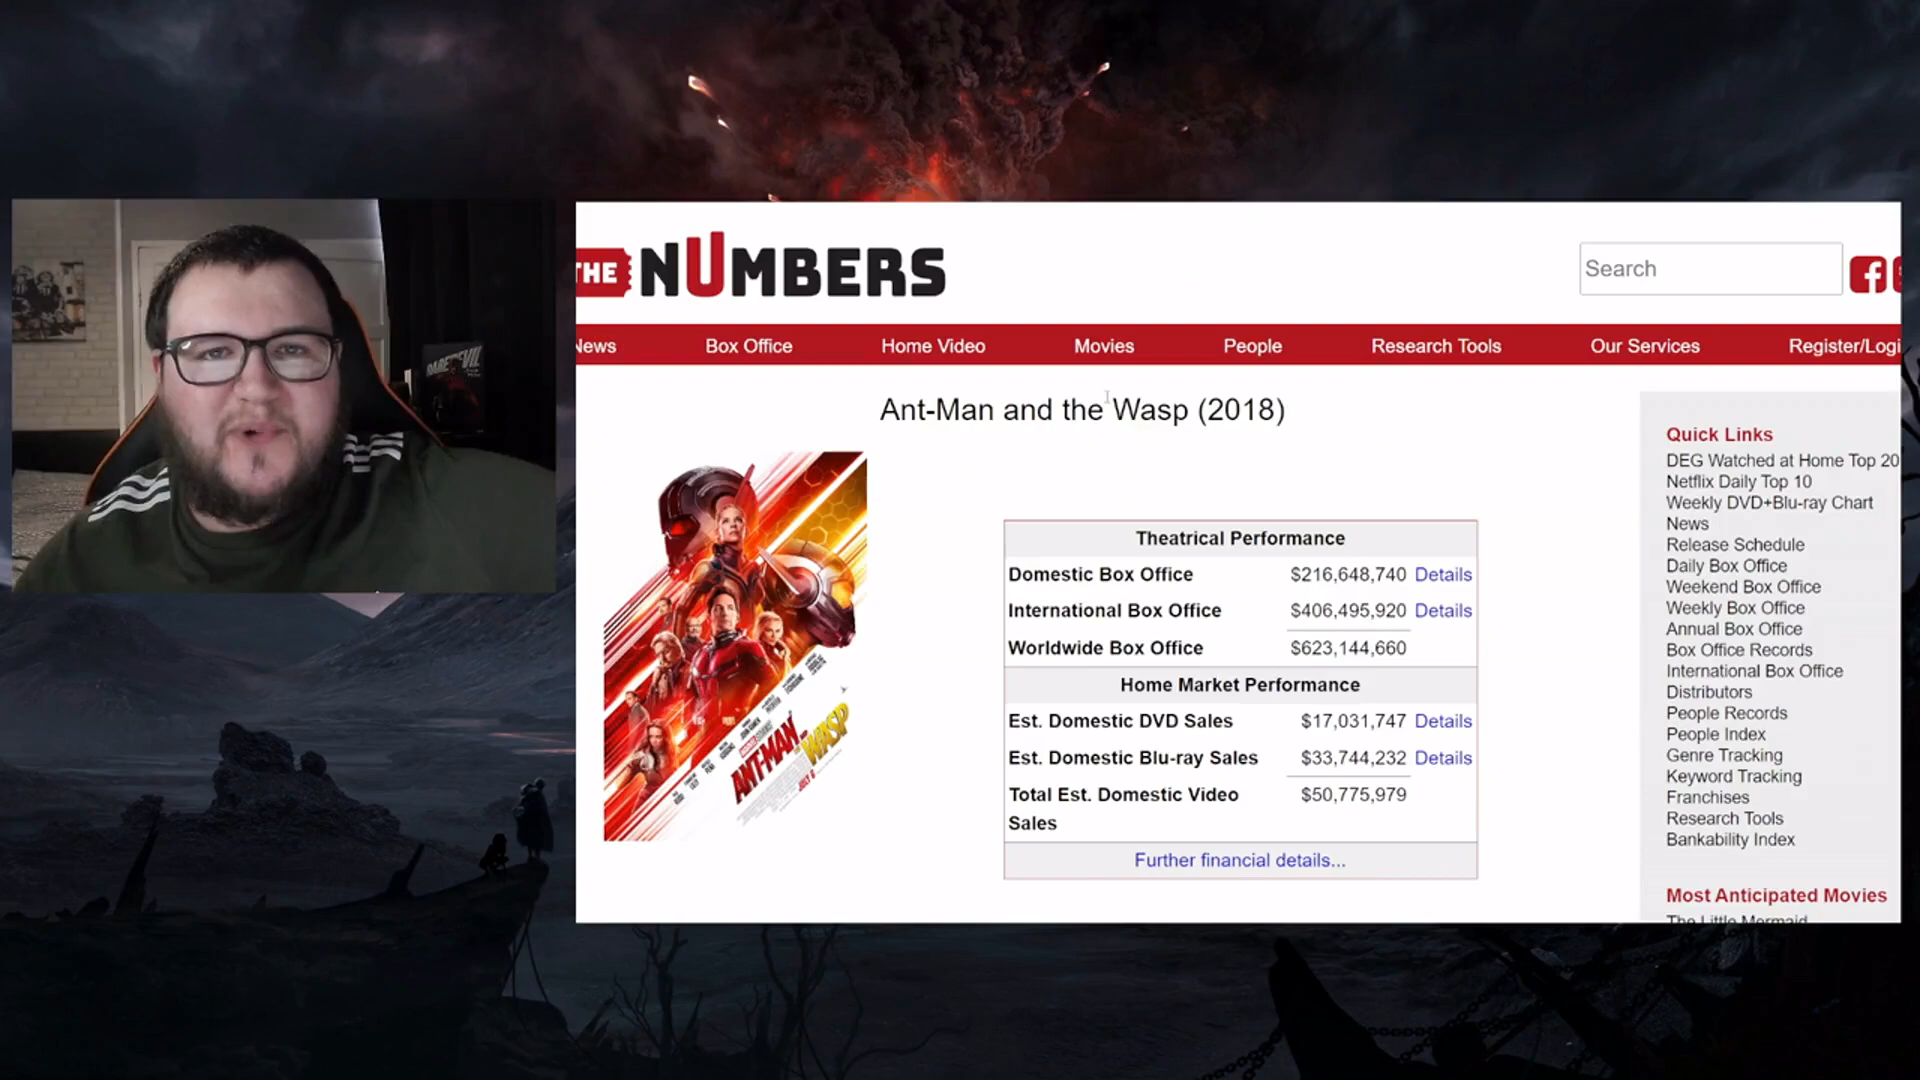 DAREDEVIL
THE NUMBERS
Search
News Box Office Home Video Movies People Research Tools Our Services Register/Logi
Ant-Man and the Wasp (2018)
ANT-MAN
WASP
JULY 6
Theatrical Performance
Domestic Box Office $216,648,740 Details
International Box Office $406,495,920 Details
Worldwide Box Office $623,144,660
Home Market Performance
Est. Domestic DVD Sales $17,031,747 Details
Est. Domestic Blu-ray Sales $33,744,232 Details
Total Est. Domestic Video $50,775,979
Sales
Further financial details...
Quick Links
DEG Watched at Home Top 20
Netflix Daily Top 10
Weekly DVD+Blu-ray Chart
News
Release Schedule
Daily Box Office
Weekend Box Office
Weekly Box Office
Annual Box Office
Box Office Records
International Box Office
Distributors
People Records
People Index
Genre Tracking
Keyword Tracking
Franchises
Research Tools
Bankability Index
Most Anticipated Movies
The Little Mermaid